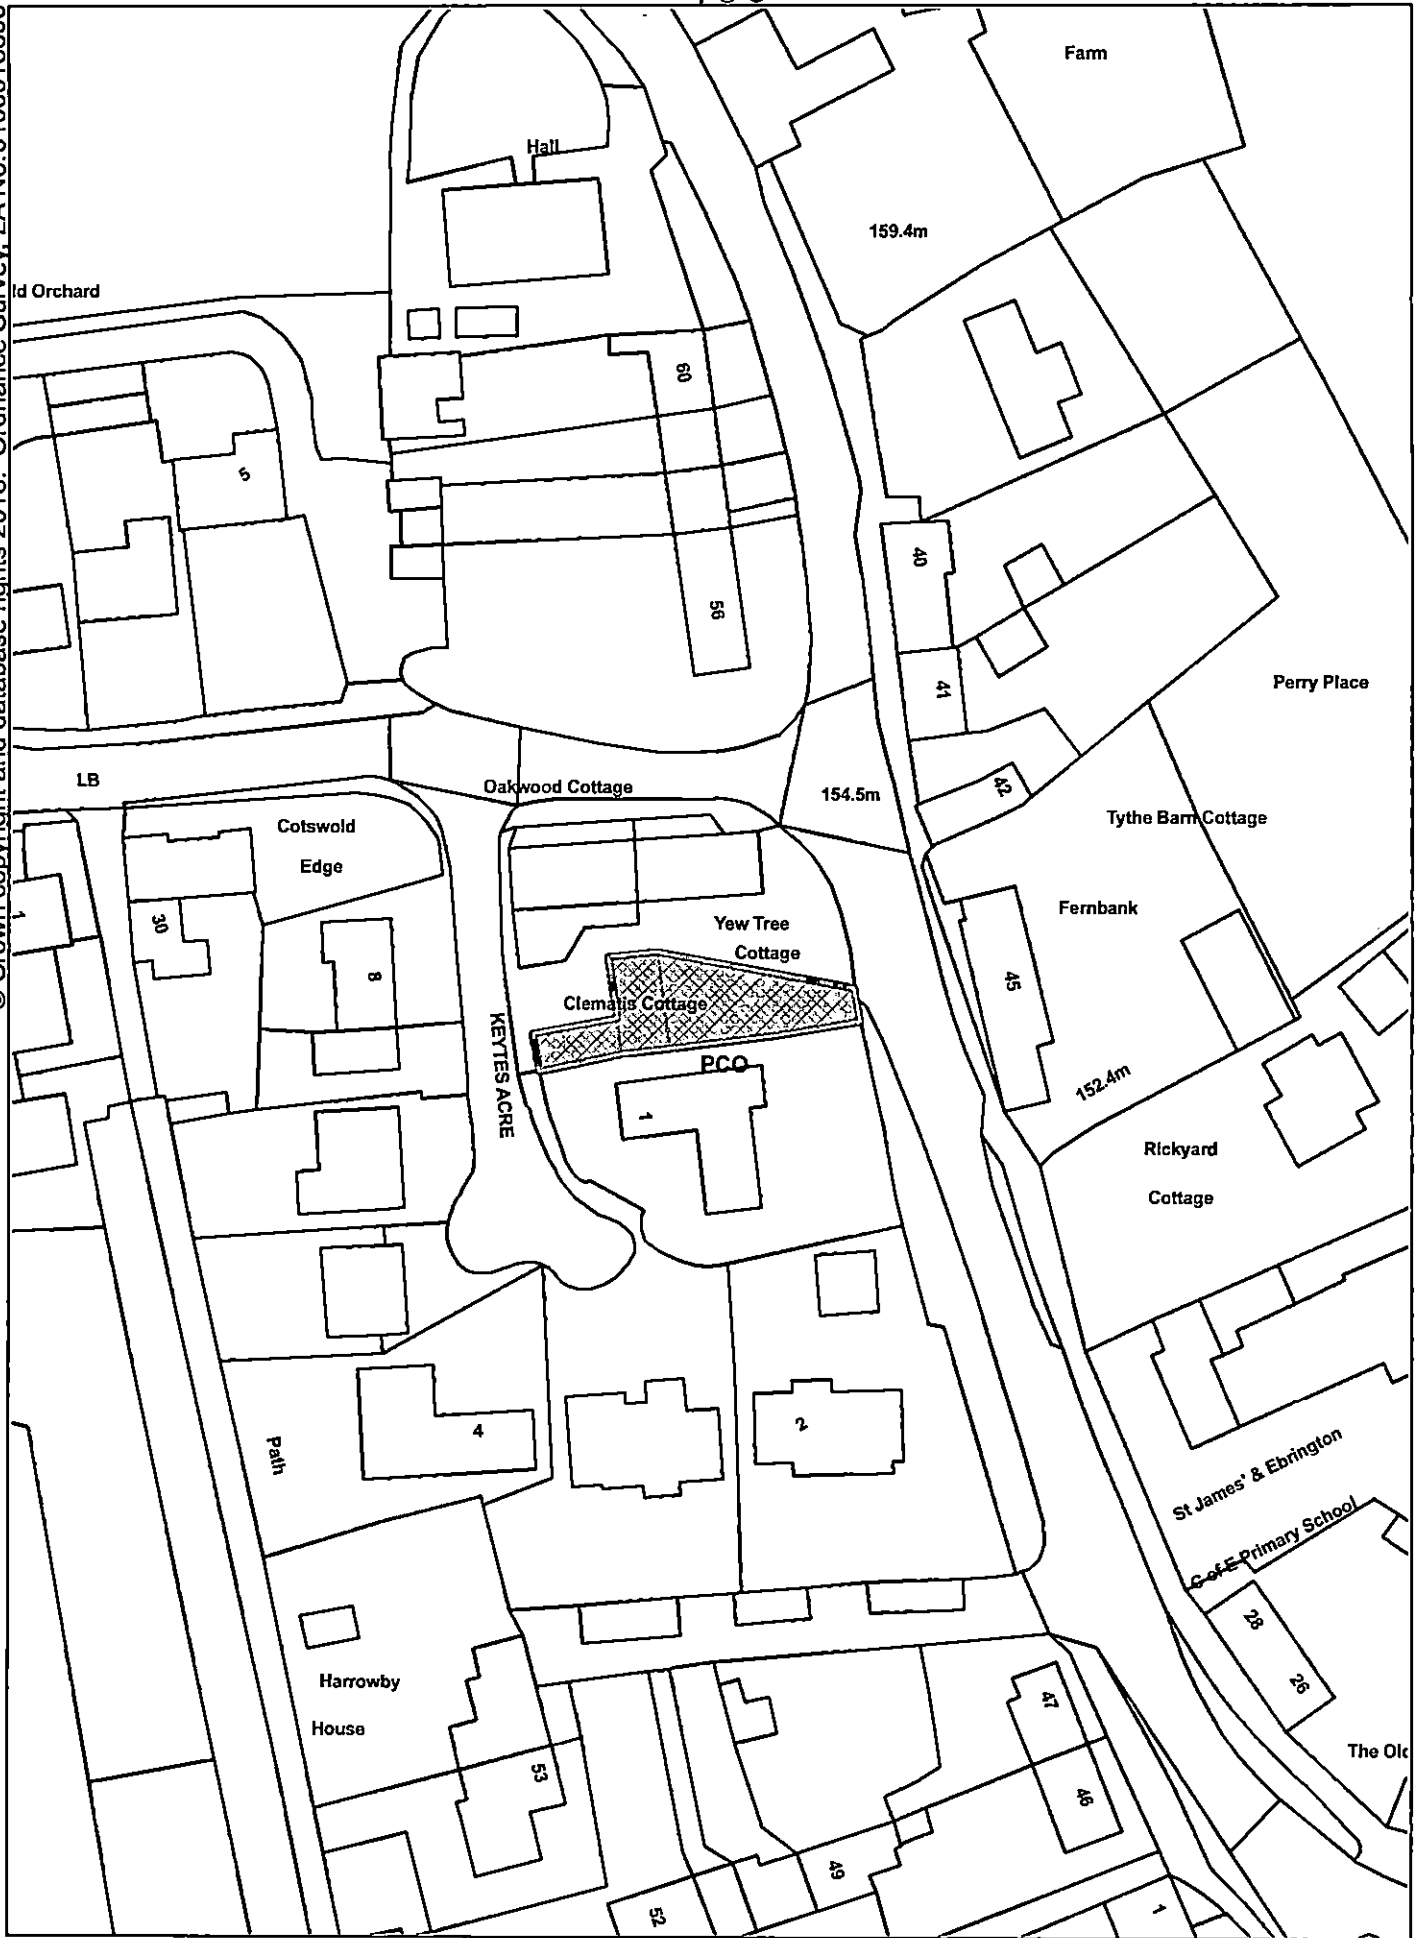 Farm
Hall
159.4m
ld Orchard
60
5
40
56
41
Perry Place
LB
Oakwood Cottage
154.5m
42
Cotswold
Edge
Tythe Barn Cottage
Fernbank
1
30
8
Yew Tree
Cottage
45
Clematis Cottage
KEYTES ACRE
PCO
152.4m
1
Rickyard
Cottage
Path
4
2
St James' & Ebrington
C of E Primary School
28
26
Harrowby
House
47
The Old
53
46
49
52
1